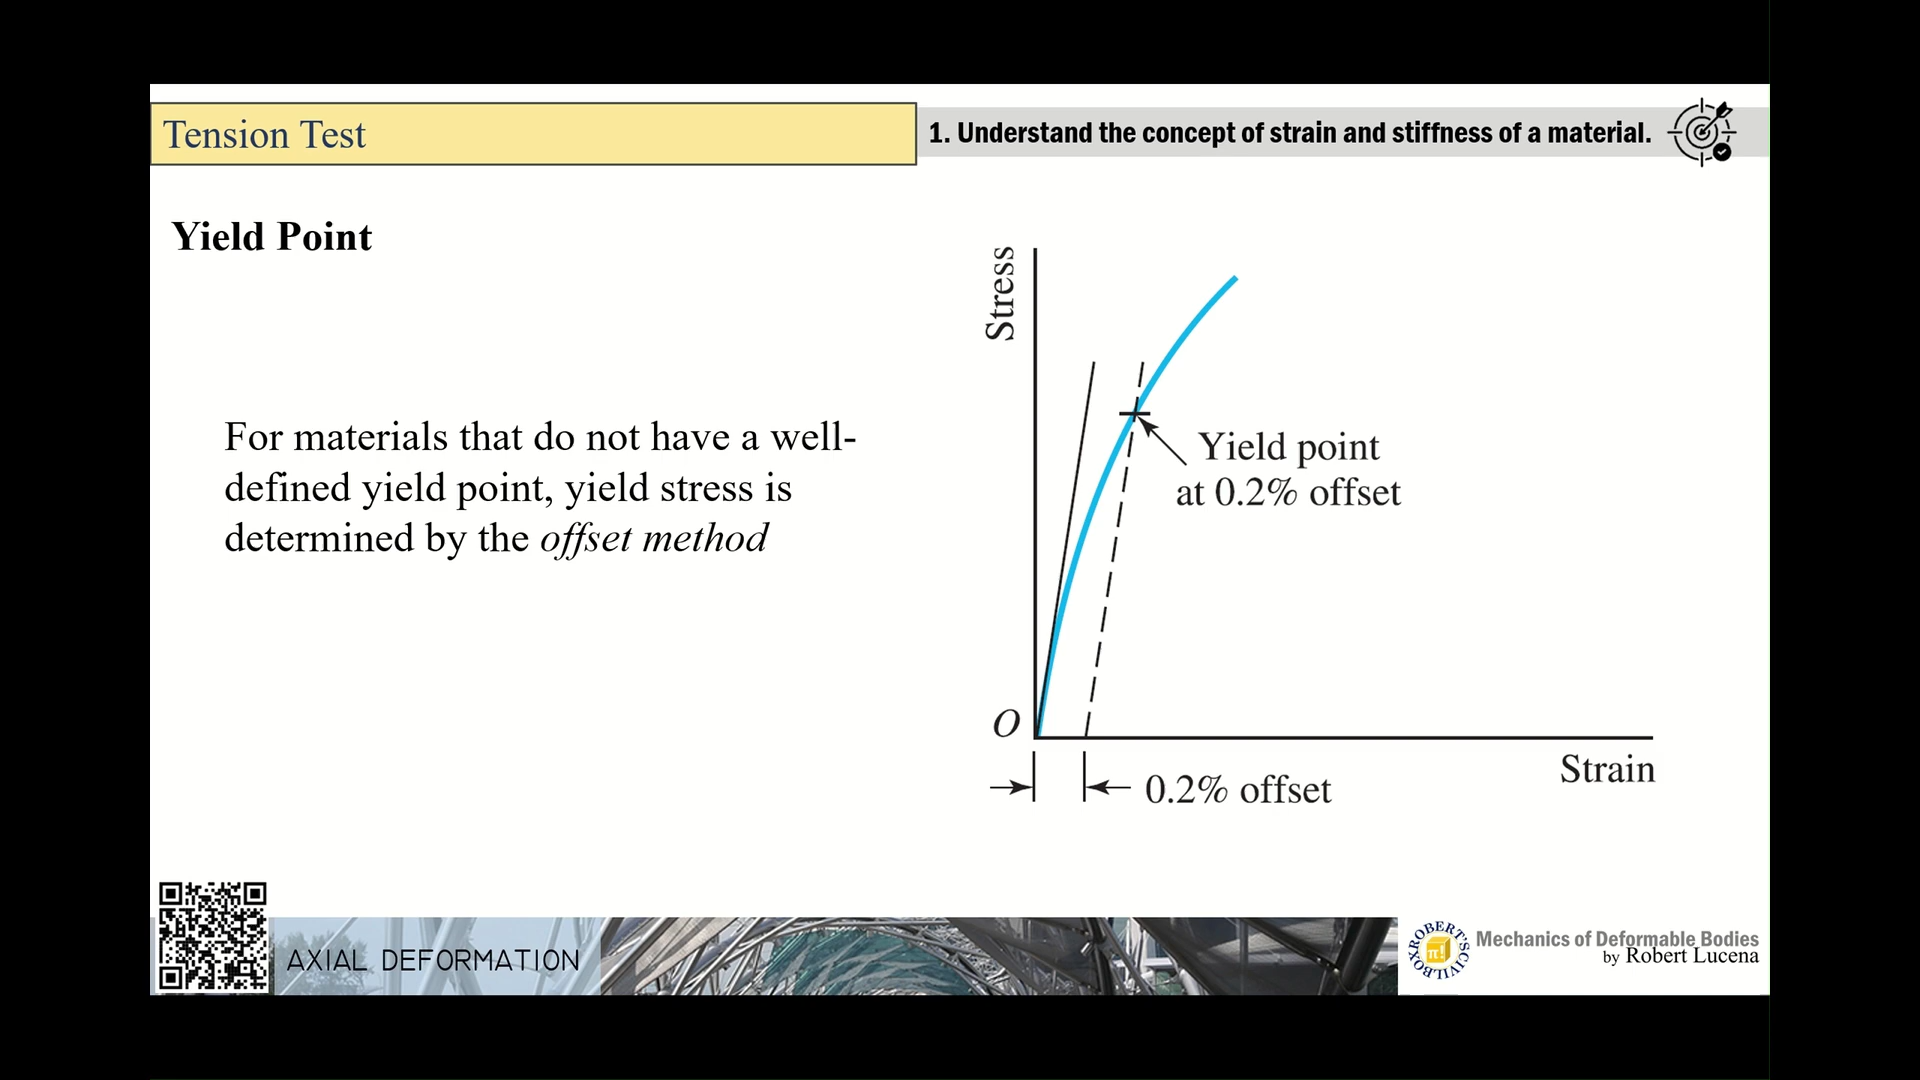 Tension Test
1. Understand the concept of strain and stiffness of a material.
Yield Point
For materials that do not have a well-
defined yield point, yield stress is
determined by the offset method
Stress
Yield point
at 0.2% offset
O
Strain
0.2% offset
AXIAL DEFORMATION
ROBERT'S CIVILBOX
π!
Mechanics of Deformable Bodies
by Robert Lucena